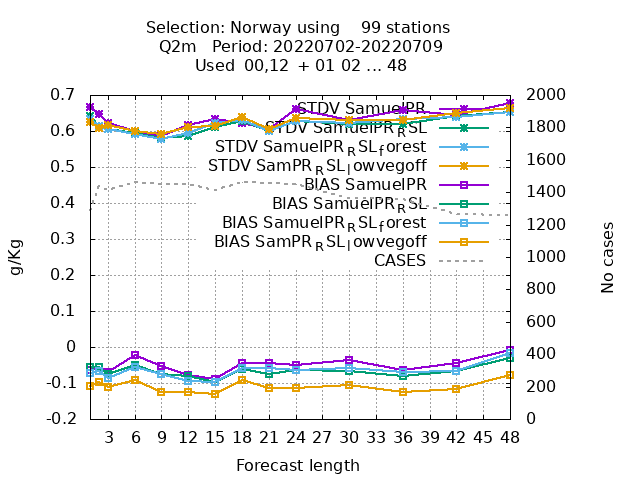 Selection: Norway using 99 stations
Q2m Period: 20220702-20220709
Used 00,12 + 01 02 ... 48
0.7
0.6
0.5
0.4
0.3
0.2
0.1
0
-0.1
-0.2
g/Kg
2000
1800
1600
1400
1200
1000
800
600
400
200
0
No cases
STDV SamuelPR
STDV SamuelPR_RSL
STDV SamuelPR_RSL_forest
STDV SamPR_RSL_lowvegoff
BIAS SamuelPR
BIAS SamuelPR_RSL
BIAS SamuelPR_RSL_forest
BIAS SamPR_RSL_lowvegoff
CASES
3 6 9 12 15 18 21 24 27 30 33 36 39 42 45 48
Forecast length